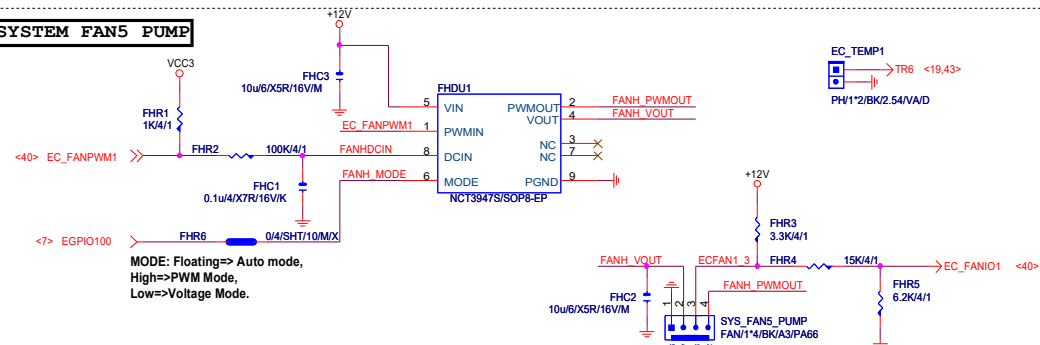 SYSTEM FAN5 PUMP
+12V
VCC3
FHC3
10u/6/X5R/16V/M
FHR1
1K/4/1
EC_FANPWM1
<40> EC_FANPWM1
FHR2
100K/4/1
FANHDCIN
FANH_MODE
FHC1
0.1u/4/X7R/16V/K
<7> EGPIO100
FHR6
0/4/SHT/10/M/X
MODE: Floating=> Auto mode,
High=>PWM Mode,
Low=>Voltage Mode.
FHDU1
5 VIN
1 PWMIN
8 DCIN
6 MODE
PWMOUT 2 FANH_PWMOUT
VOUT 4 FANH_VOUT
NC 3
NC 7
PGND 9
NCT3947S/SOP8-EP
EC_TEMP1
TR6 <19,43>
PH/1*2/BK/2.54/VA/D
+12V
FHR3
3.3K/4/1
FANH_VOUT
ECFAN1_3
FHR4
15K/4/1
EC_FANIO1 <40>
FANH_PWMOUT
FHR5
6.2K/4/1
FHC2
10u/6/X5R/16V/M
1
2
3
4
SYS_FAN5_PUMP
FAN/1*4/BK/A3/PA66